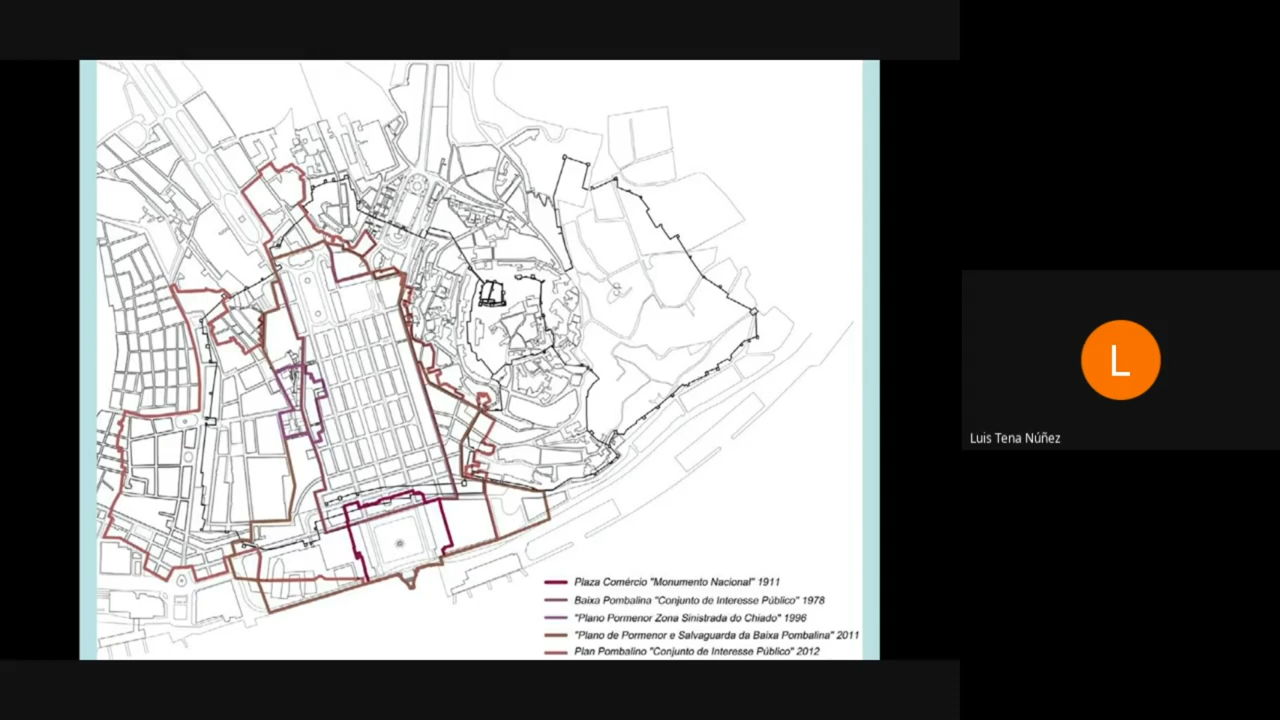 Plaza Comércio "Monumento Nacional" 1911
Baixa Pombalina "Conjunto de Interesse Público" 1978
"Plano Pormenor Zona Sinistrada do Chiado" 1996
"Plano de Pormenor e Salvaguarda da Baixa Pombalina" 2011
Plan Pombalino "Conjunto de Interesse Público" 2012
L
Luis Tena Núñez